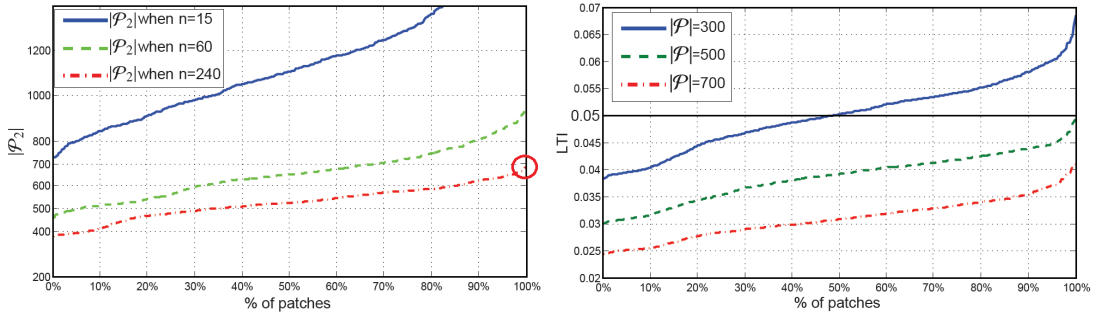 |𝒫₂| when n=15
|𝒫₂| when n=60
|𝒫₂| when n=240
1200
1000
800
700
600
500
400
200
|𝒫₂|
0% 10% 20% 30% 40% 50% 60% 70% 80% 90% 100%
% of patches
|𝒫|=300
|𝒫|=500
|𝒫|=700
0.07
0.065
0.06
0.055
0.05
0.045
0.04
0.035
0.03
0.025
0.02
LTI
0% 10% 20% 30% 40% 50% 60% 70% 80% 90% 100%
% of patches